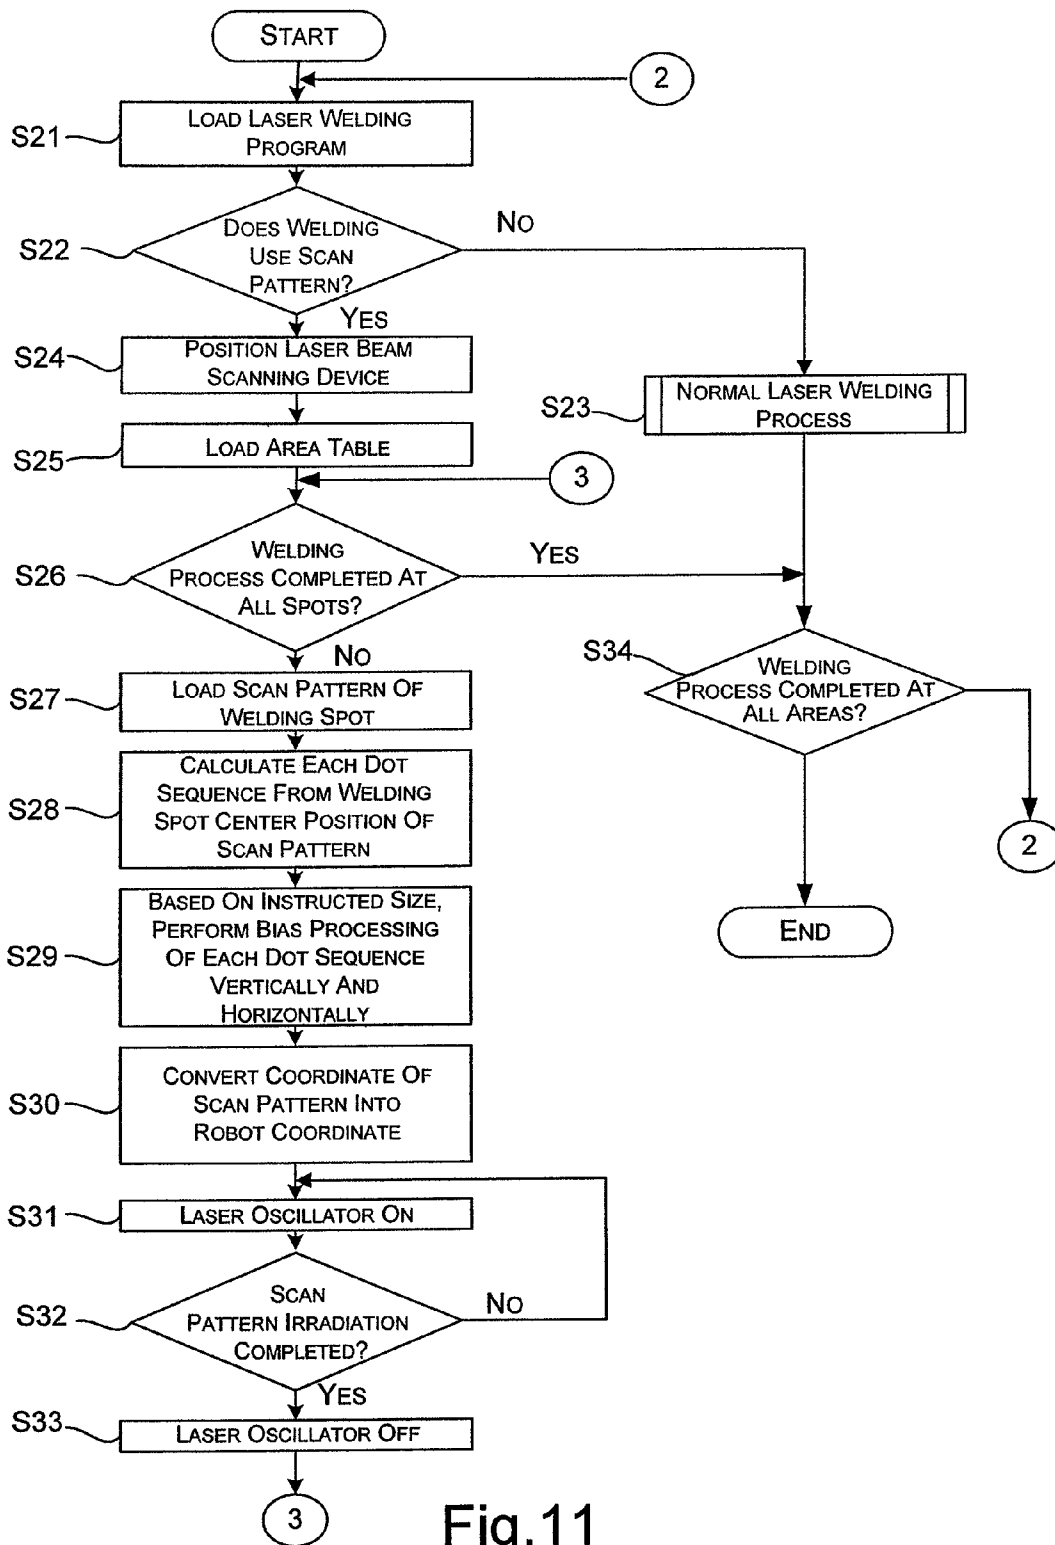 START
2
S21
LOAD LASER WELDING
PROGRAM
S22
DOES WELDING
USE SCAN
PATTERN?
NO
YES
S24
POSITION LASER BEAM
SCANNING DEVICE
S23
NORMAL LASER WELDING
PROCESS
S25
LOAD AREA TABLE
3
S26
WELDING
PROCESS COMPLETED AT
ALL SPOTS?
YES
NO
S34
WELDING
PROCESS COMPLETED AT
ALL AREAS?
S27
LOAD SCAN PATTERN OF
WELDING SPOT
S28
CALCULATE EACH DOT
SEQUENCE FROM WELDING
SPOT CENTER POSITION OF
SCAN PATTERN
2
S29
BASED ON INSTRUCTED SIZE,
PERFORM BIAS PROCESSING
OF EACH DOT SEQUENCE
VERTICALLY AND
HORIZONTALLY
END
S30
CONVERT COORDINATE OF
SCAN PATTERN INTO
ROBOT COORDINATE
S31
LASER OSCILLATOR ON
S32
SCAN
PATTERN IRRADIATION
COMPLETED?
NO
YES
S33
LASER OSCILLATOR OFF
3
Fig.11